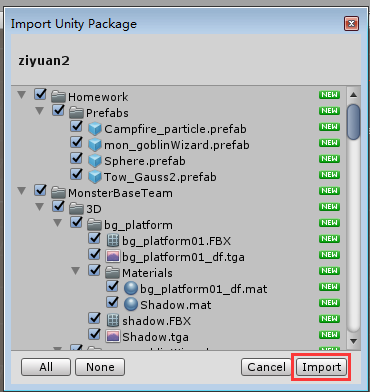 Import Unity Package
ziyuan2
Homework NEW
Prefabs NEW
Campfire_particle.prefab NEW
mon_goblinWizard.prefab NEW
Sphere.prefab NEW
Tow_Gauss2.prefab NEW
MonsterBaseTeam NEW
3D NEW
bg_platform NEW
bg_platform01.FBX NEW
bg_platform01_df.tga NEW
Materials NEW
bg_platform01_df.mat NEW
Shadow.mat NEW
shadow.FBX NEW
Shadow.tga NEW
All None Cancel Import